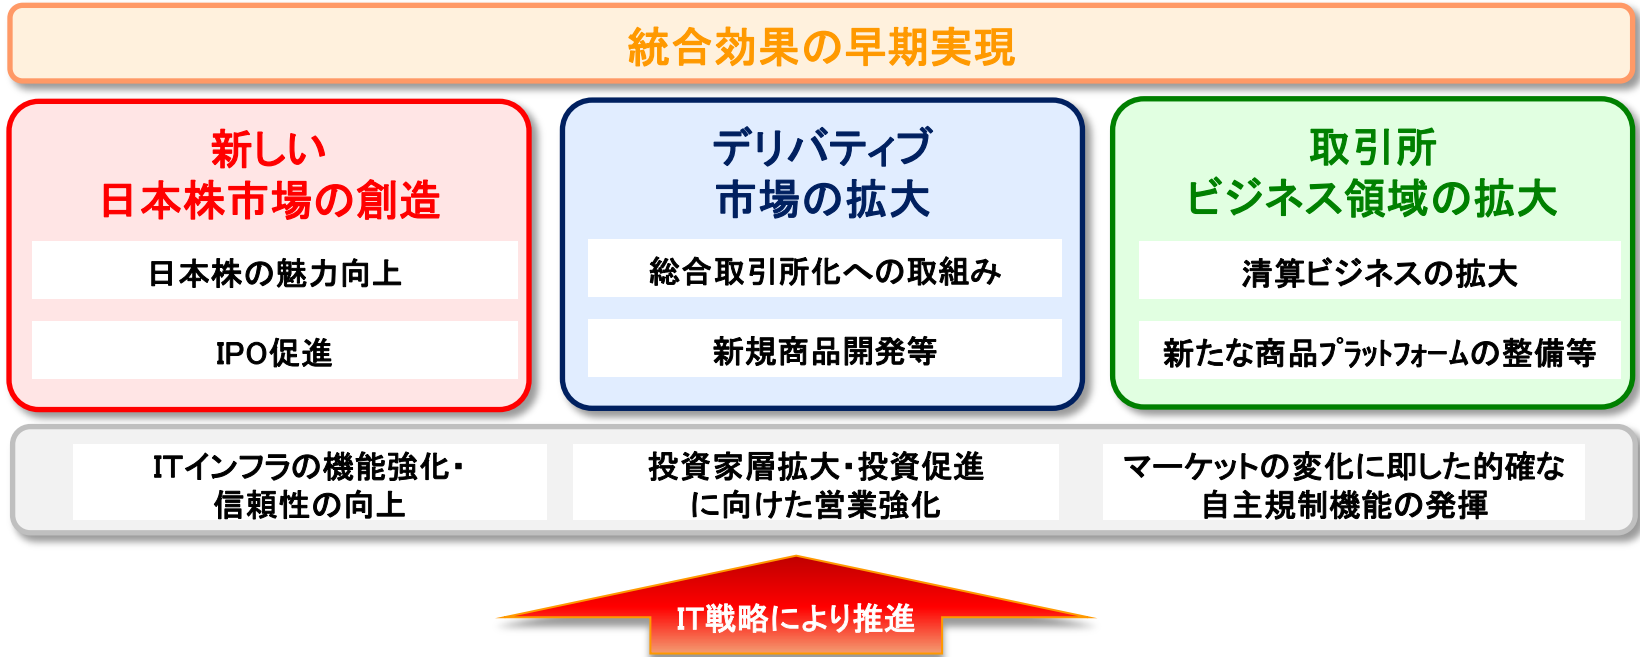 統合効果の早期実現
新しい
日本株市場の創造
日本株の魅力向上
IPO促進
デリバティブ
市場の拡大
総合取引所化への取組み
新規商品開発等
取引所
ビジネス領域の拡大
清算ビジネスの拡大
新たな商品プラットフォームの整備等
ITインフラの機能強化・
信頼性の向上
投資家層拡大・投資促進
に向けた営業強化
マーケットの変化に即した的確な
自主規制機能の発揮
IT戦略により推進